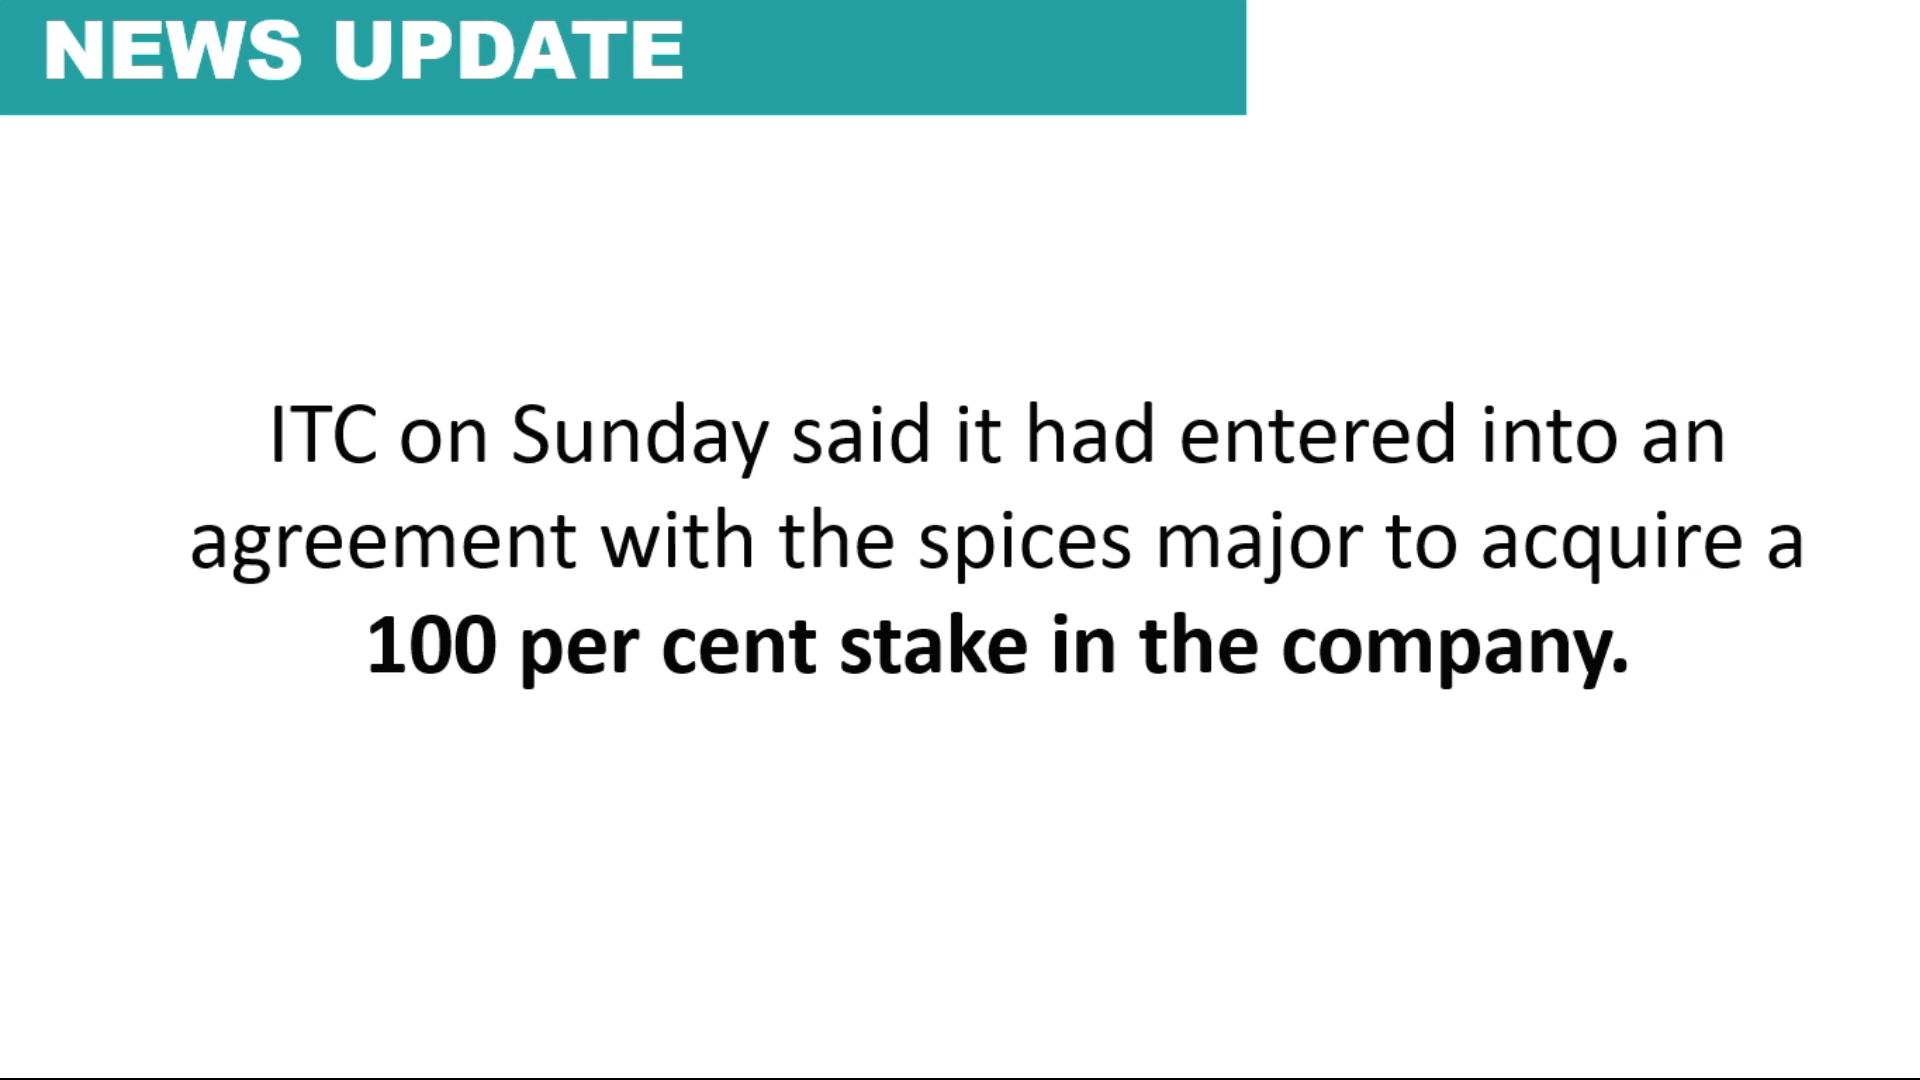 NEWS UPDATE
ITC on Sunday said it had entered into an
agreement with the spices major to acquire a
100 per cent stake in the company.